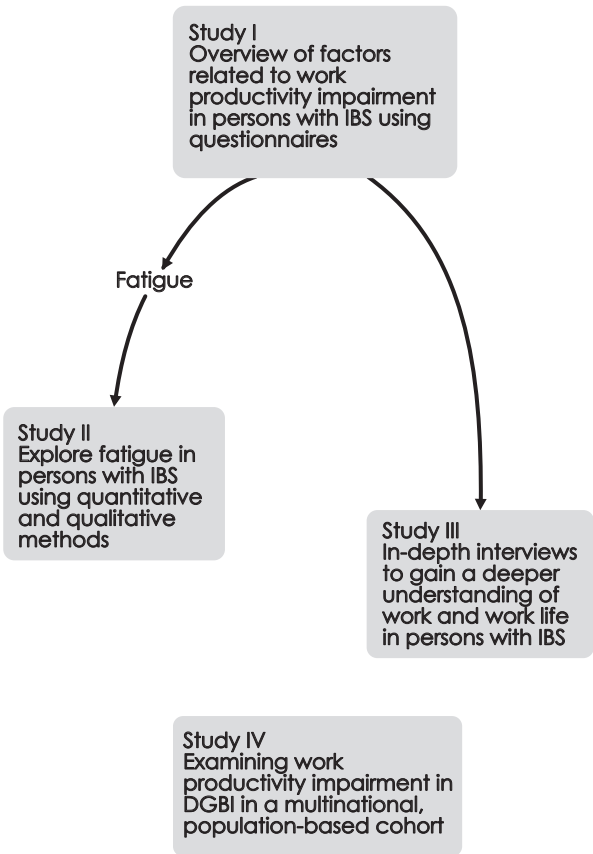 Study I
Overview of factors
related to work
productivity impairment
in persons with IBS using
questionnaires
Fatigue
Study II
Explore fatigue in
persons with IBS
using quantitative
and qualitative
methods
Study III
In-depth interviews
to gain a deeper
understanding of
work and work life
in persons with IBS
Study IV
Examining work
productivity impairment in
DGBI in a multinational,
population-based cohort